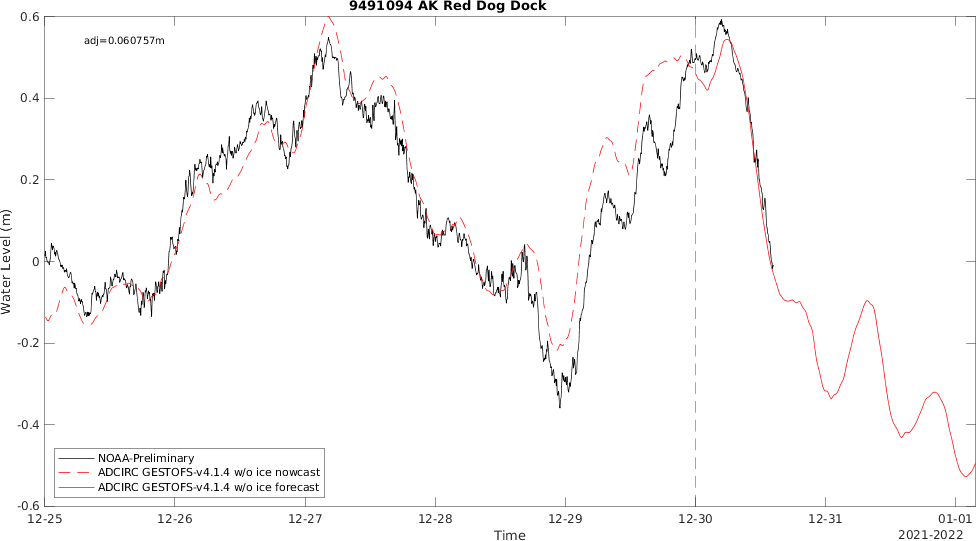 9491094 AK Red Dog Dock
adj=0.060757m
0.6
0.4
0.2
0
-0.2
-0.4
-0.6
Water Level (m)
NOAA-Preliminary
ADCIRC GESTOFS-v4.1.4 w/o ice nowcast
ADCIRC GESTOFS-v4.1.4 w/o ice forecast
12-25 12-26 12-27 12-28 12-29 12-30 12-31 01-01
Time
2021-2022